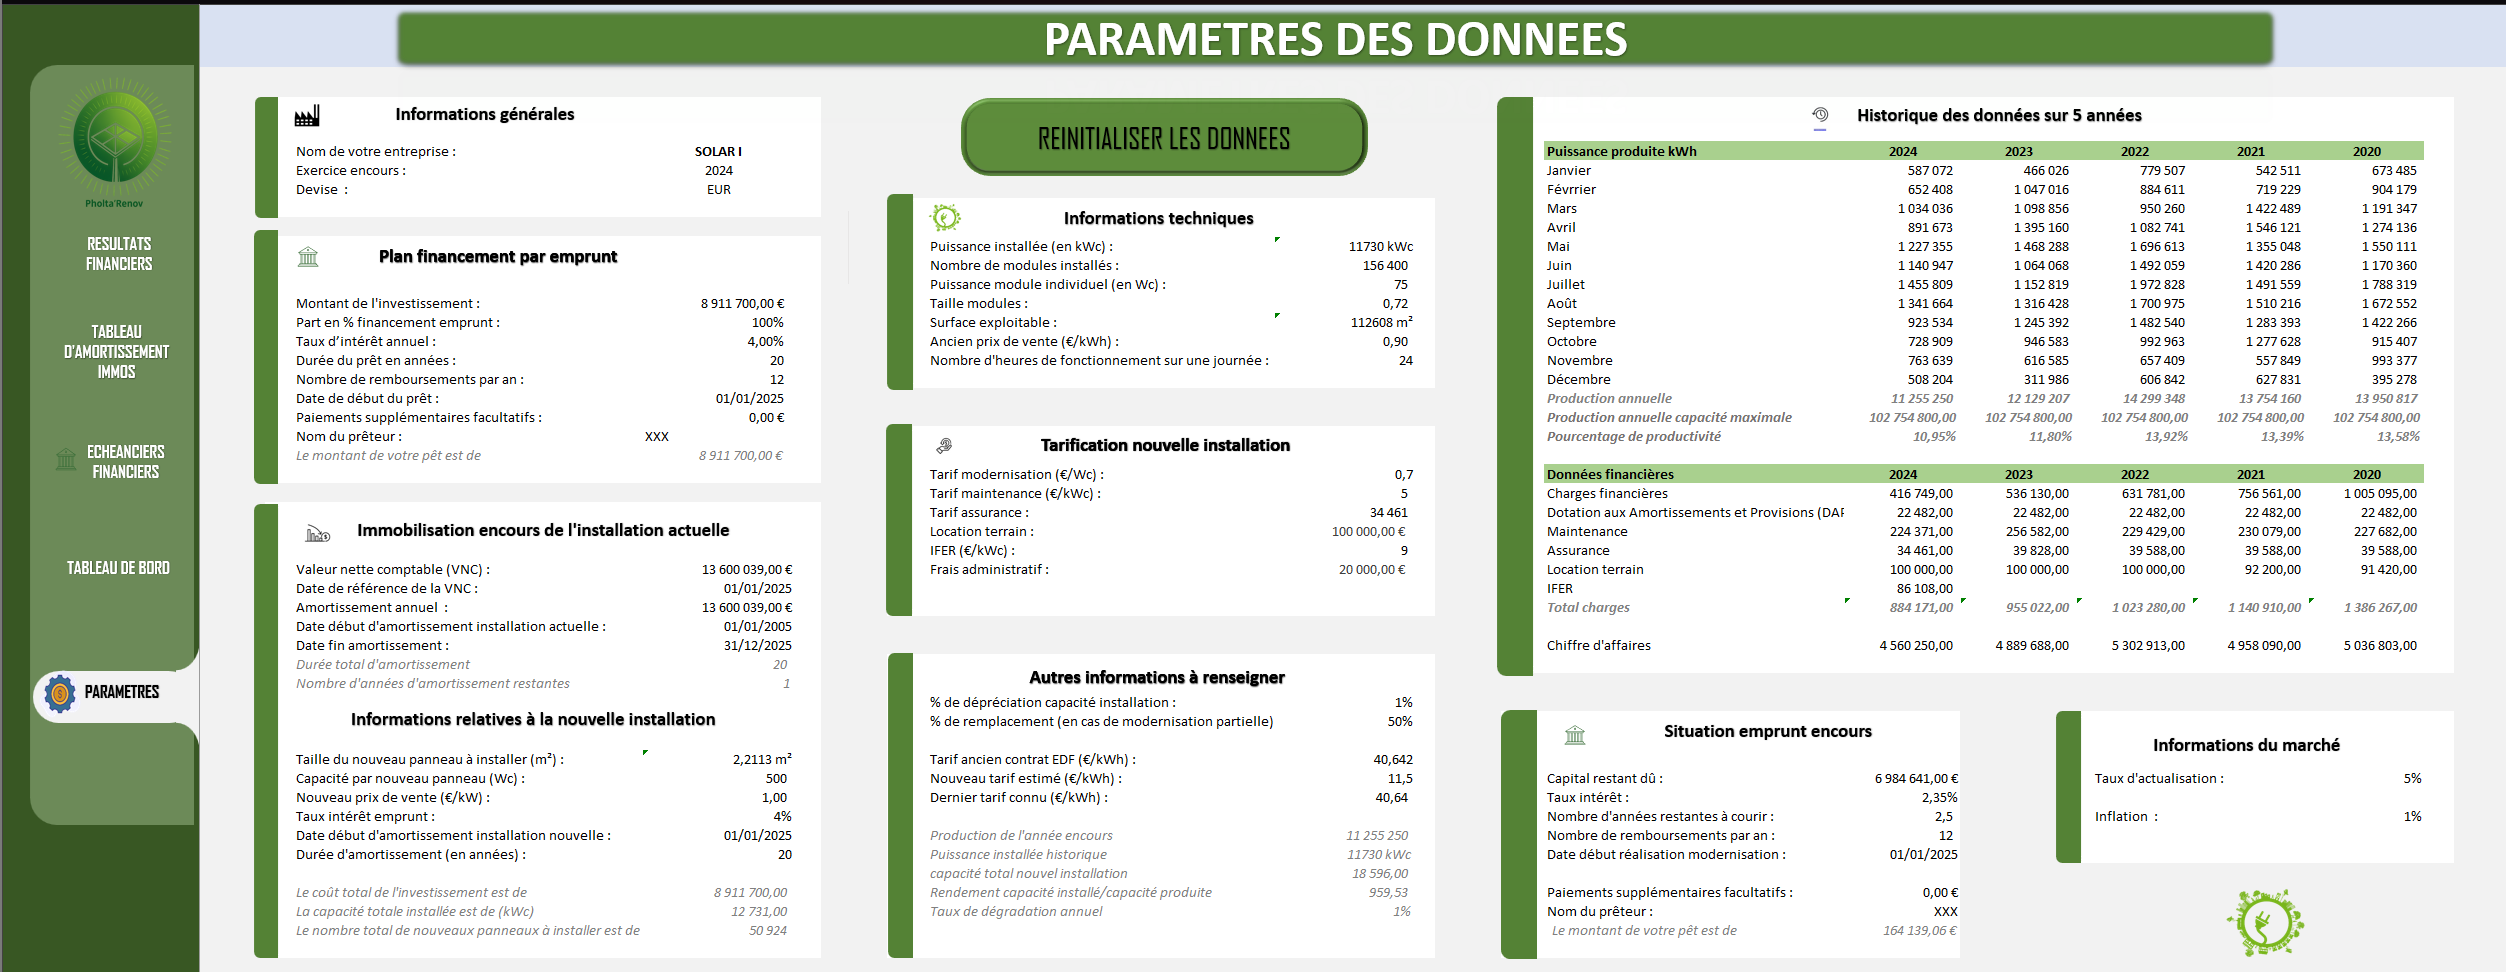 PARAMETRES DES DONNEES
Pholta'Renov
RESULTATS
FINANCIERS
TABLEAU
D'AMORTISSEMENT
IMMOS
ECHEANCIERS
FINANCIERS
TABLEAU DE BORD
PARAMETRES
Informations générales
Nom de votre entreprise : SOLAR I
Exercice encours : 2024
Devise : EUR
Plan financement par emprunt
Montant de l'investissement : 8 911 700,00 €
Part en % financement emprunt : 100%
Taux d'intérêt annuel : 4,00%
Durée du prêt en années : 20
Nombre de remboursements par an : 12
Date de début du prêt : 01/01/2025
Paiements supplémentaires facultatifs : 0,00 €
Nom du prêteur : XXX
Le montant de votre pêt est de 8 911 700,00 €
Immobilisation encours de l'installation actuelle
Valeur nette comptable (VNC) : 13 600 039,00 €
Date de référence de la VNC : 01/01/2025
Amortissement annuel : 13 600 039,00 €
Date début d'amortissement installation actuelle : 01/01/2005
Date fin amortissement : 31/12/2025
Durée total d'amortissement 20
Nombre d'années d'amortissement restantes 1
Informations relatives à la nouvelle installation
Taille du nouveau panneau à installer (m²) : 2,2113 m²
Capacité par nouveau panneau (Wc) : 500
Nouveau prix de vente (€/kW) : 1,00
Taux intérêt emprunt : 4%
Date début d'amortissement installation nouvelle : 01/01/2025
Durée d'amortissement (en années) : 20
Le coût total de l'investissement est de 8 911 700,00
La capacité totale installée est de (kWc) 12 731,00
Le nombre total de nouveaux panneaux à installer est de 50 924
REINITIALISER LES DONNEES
Informations techniques
Puissance installée (en kWc) : 11730 kWc
Nombre de modules installés : 156 400
Puissance module individuel (en Wc) : 75
Taille modules : 0,72
Surface exploitable : 112608 m²
Ancien prix de vente (€/kWh) : 0,90
Nombre d'heures de fonctionnement sur une journée : 24
Tarification nouvelle installation
Tarif modernisation (€/Wc) : 0,7
Tarif maintenance (€/kWc) : 5
Tarif assurance : 34 461
Location terrain : 100 000,00 €
IFER (€/kWc) : 9
Frais administratif : 20 000,00 €
Autres informations à renseigner
% de dépréciation capacité installation : 1%
% de remplacement (en cas de modernisation partielle) 50%
Tarif ancien contrat EDF (€/kWh) : 40,642
Nouveau tarif estimé (€/kWh) : 11,5
Dernier tarif connu (€/kWh) : 40,64
Production de l'année encours 11 255 250
Puissance installée historique 11730 kWc
capacité total nouvel installation 18 596,00
Rendement capacité installé/capacité produite 959,53
Taux de dégradation annuel 1%
Historique des données sur 5 années
Puissance produite kWh 2024 2023 2022 2021 2020
Janvier 587 072 466 026 779 507 542 511 673 485
Févrrier 652 408 1 047 016 884 611 719 229 904 179
Mars 1 034 036 1 098 856 950 260 1 422 489 1 191 347
Avril 891 673 1 395 160 1 082 741 1 546 121 1 274 136
Mai 1 227 355 1 468 288 1 696 613 1 355 048 1 550 111
Juin 1 140 947 1 064 068 1 492 059 1 420 286 1 170 360
Juillet 1 455 809 1 152 819 1 972 828 1 491 559 1 788 319
Août 1 341 664 1 316 428 1 700 975 1 510 216 1 672 552
Septembre 923 534 1 245 392 1 482 540 1 283 393 1 422 266
Octobre 728 909 946 583 992 963 1 277 628 915 407
Novembre 763 639 616 585 657 409 557 849 993 377
Décembre 508 204 311 986 606 842 627 831 395 278
Production annuelle 11 255 250 12 129 207 14 299 348 13 754 160 13 950 817
Production annuelle capacité maximale 102 754 800,00 102 754 800,00 102 754 800,00 102 754 800,00 102 754 800,00
Pourcentage de productivité 10,95% 11,80% 13,92% 13,39% 13,58%
Données financières 2024 2023 2022 2021 2020
Charges financières 416 749,00 536 130,00 631 781,00 756 561,00 1 005 095,00
Dotation aux Amortissements et Provisions (DAP 22 482,00 22 482,00 22 482,00 22 482,00 22 482,00
Maintenance 224 371,00 256 582,00 229 429,00 230 079,00 227 682,00
Assurance 34 461,00 39 828,00 39 588,00 39 588,00 39 588,00
Location terrain 100 000,00 100 000,00 100 000,00 92 200,00 91 420,00
IFER 86 108,00
Total charges 884 171,00 955 022,00 1 023 280,00 1 140 910,00 1 386 267,00
Chiffre d'affaires 4 560 250,00 4 889 688,00 5 302 913,00 4 958 090,00 5 036 803,00
Situation emprunt encours
Capital restant dû : 6 984 641,00 €
Taux intérêt : 2,35%
Nombre d'années restantes à courir : 2,5
Nombre de remboursements par an : 12
Date début réalisation modernisation : 01/01/2025
Paiements supplémentaires facultatifs : 0,00 €
Nom du prêteur : XXX
Le montant de votre pêt est de 164 139,06 €
Informations du marché
Taux d'actualisation : 5%
Inflation : 1%